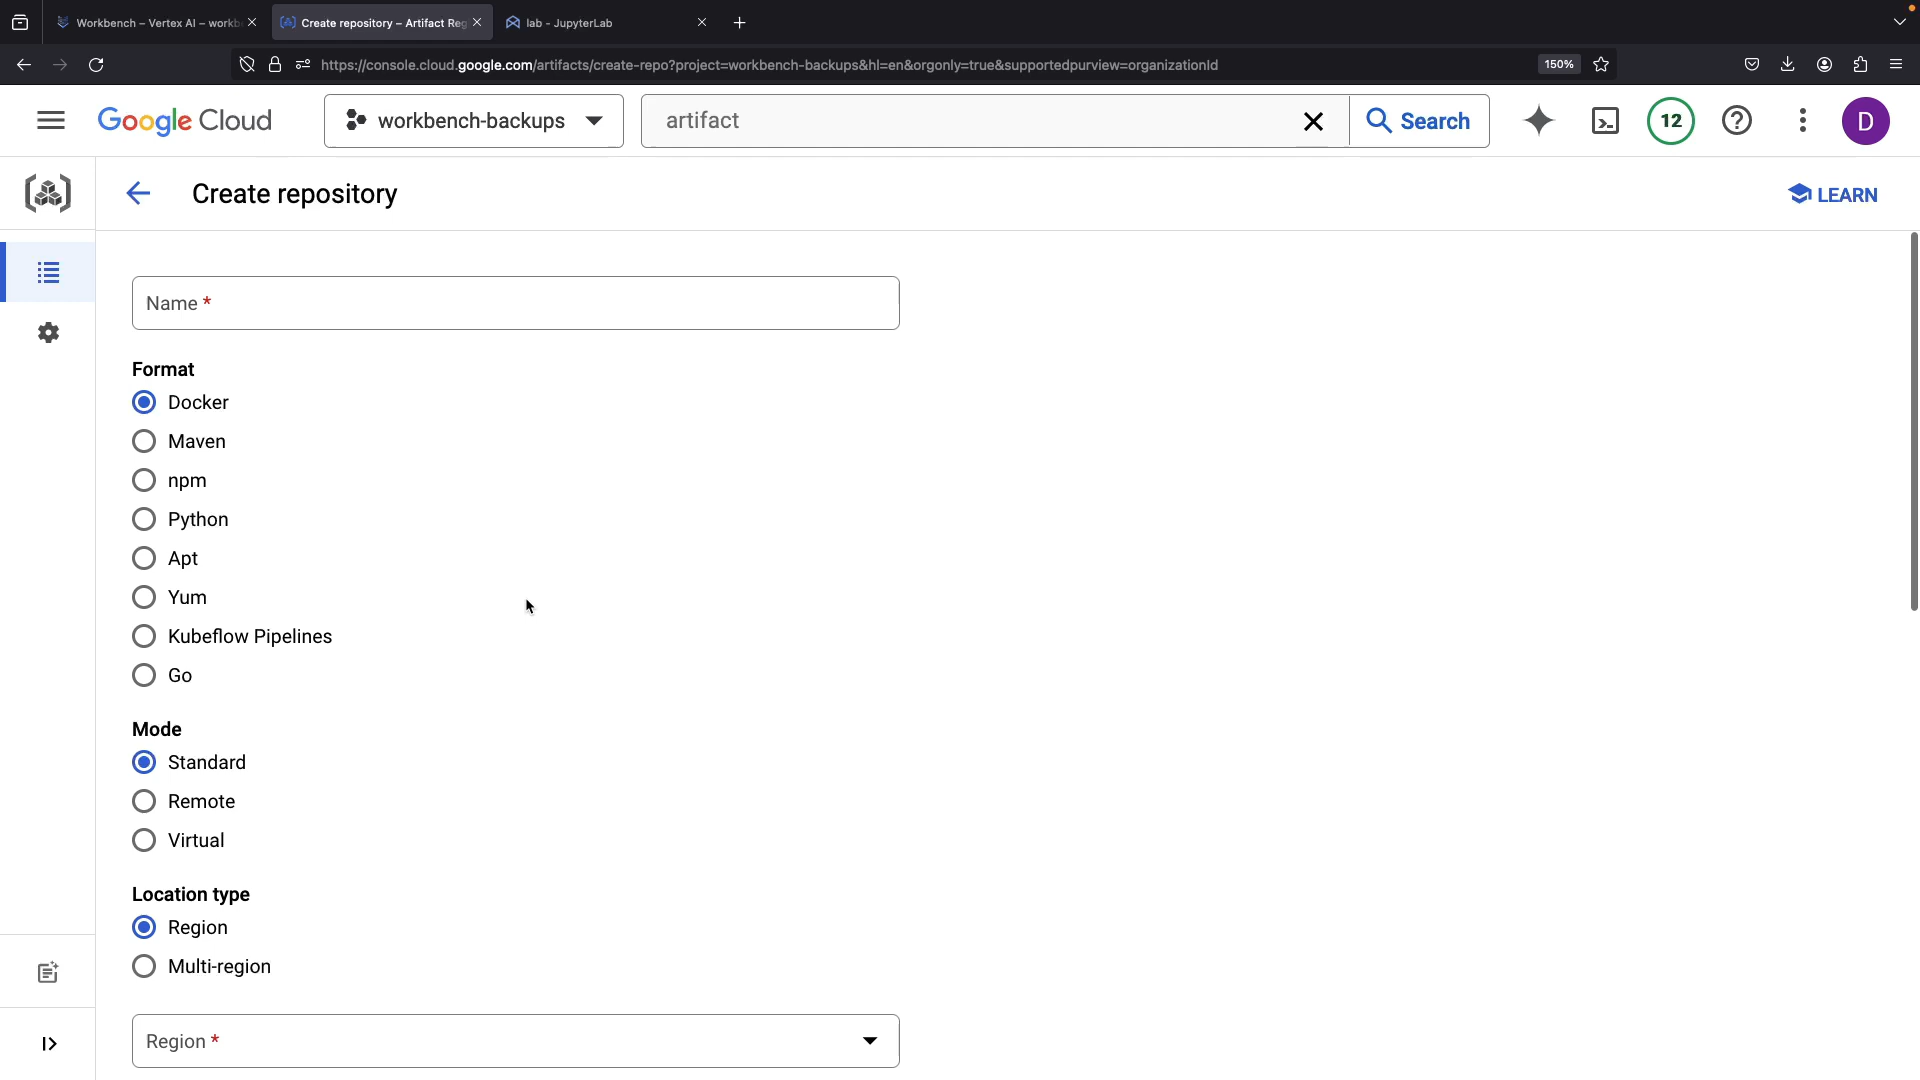 Workbench – Vertex AI – workb
Create repository – Artifact Reg
lab - JupyterLab
https://console.cloud.google.com/artifacts/create-repo?project=workbench-backups&hl=en&orgonly=true&supportedpurview=organizationId
150%
Google Cloud
workbench-backups
artifact
Search
12
D
Create repository
LEARN
Name *
Format
Docker
Maven
npm
Python
Apt
Yum
Kubeflow Pipelines
Go
Mode
Standard
Remote
Virtual
Location type
Region
Multi-region
Region *